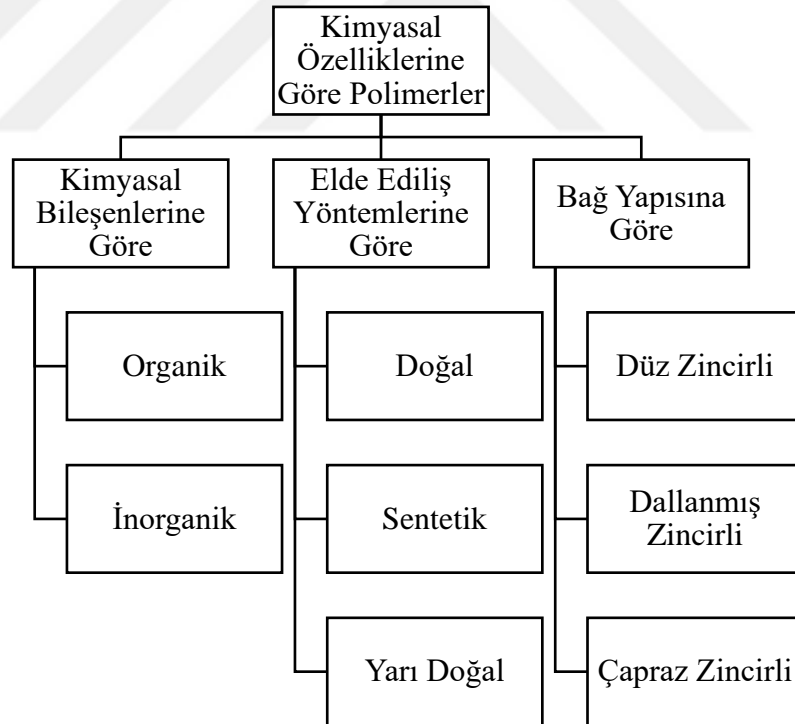 Kimyasal
Özelliklerine
Göre Polimerler
Kimyasal
Bileşenlerine
Göre
Elde Ediliş
Yöntemlerine
Göre
Bağ Yapısına
Göre
Organik
Doğal
Düz Zincirli
İnorganik
Sentetik
Dallanmış
Zincirli
Yarı Doğal
Çapraz Zincirli